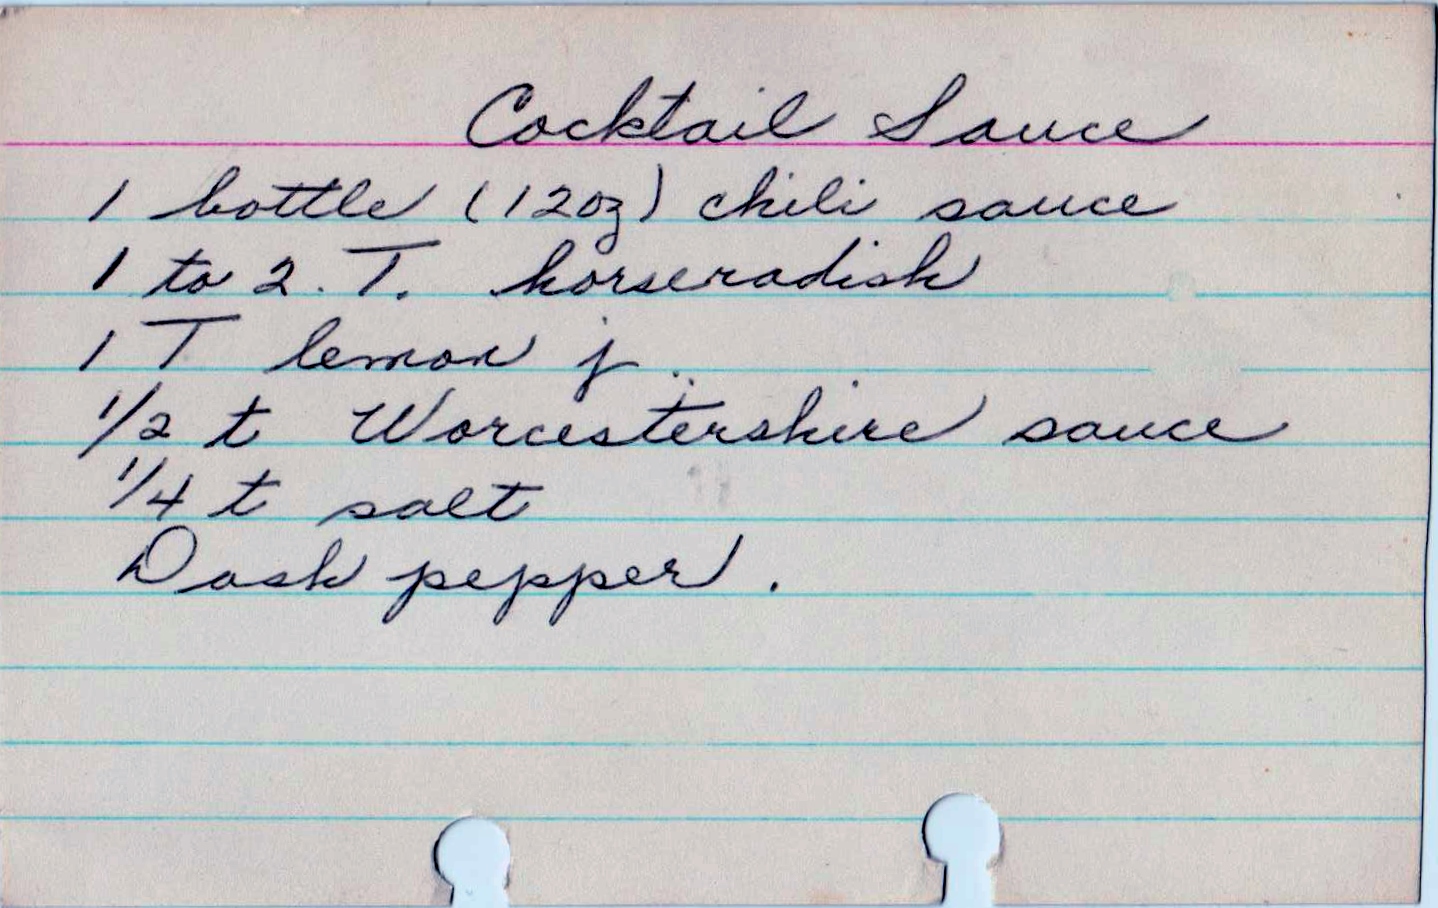 Cocktail Sauce
1 bottle (12oz) chili sauce
1 to 2. T. horseradish
1 T lemon j.
1/2 t Worcestershire sauce
1/4 t salt
Dash pepper.